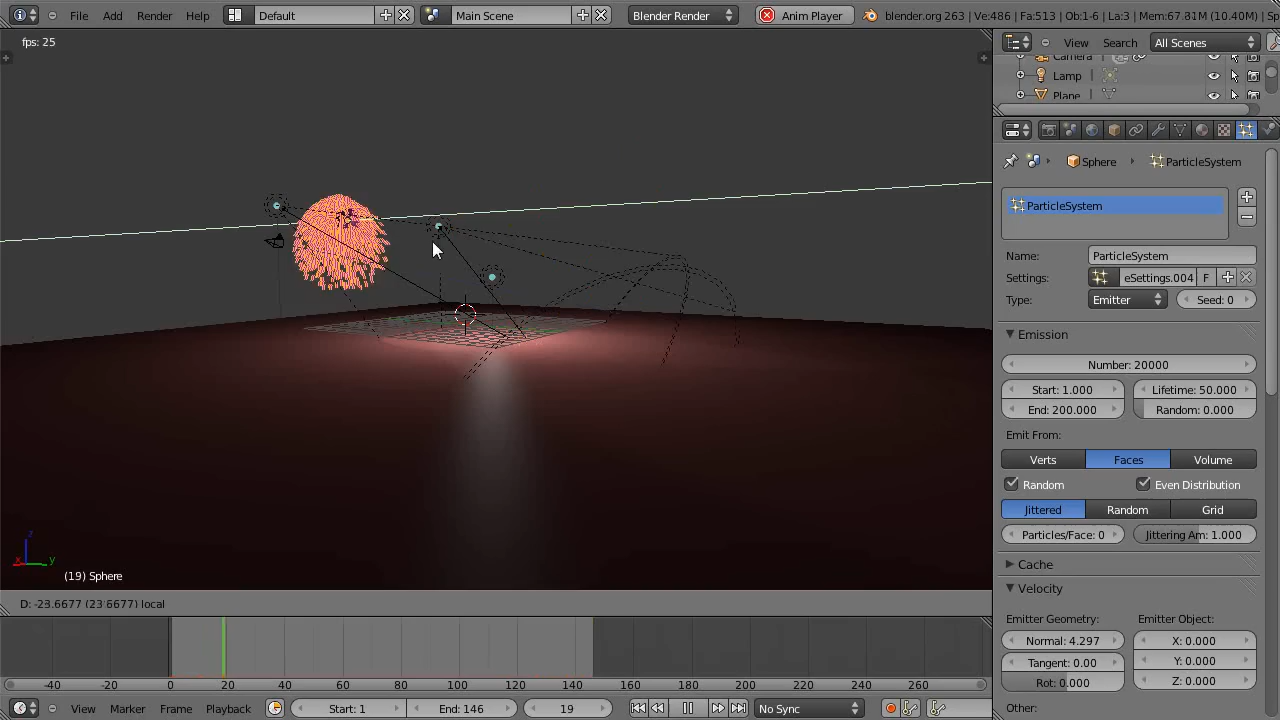 File Add Render Help Default Main Scene Blender Render Anim Player blender.org 263 | Ve:486 | Fa:513 | Ob:1-6 | La:3 | Mem:67.81M (10.40M) | Sp
fps: 25
View Search All Scenes
Camera
Lamp
Plane
Sphere ParticleSystem
ParticleSystem
Name: ParticleSystem
Settings: eSettings.004 F
Type: Emitter Seed: 0
Emission
Number: 20000
Start: 1.000 Lifetime: 50.000
End: 200.000 Random: 0.000
Emit From:
Verts Faces Volume
Random Even Distribution
Jittered Random Grid
Particles/Face: 0 Jittering Am: 1.000
Cache
Velocity
Emitter Geometry: Emitter Object:
Normal: 4.297 X: 0.000
Tangent: 0.00 Y: 0.000
Rot: 0.000 Z: 0.000
Other:
z
x y
(19) Sphere
D: -23.6677 (23.6677) local
-40 -20 0 20 40 60 80 100 120 140 160 180 200 220 240 260
View Marker Frame Playback Start: 1 End: 146 19 No Sync